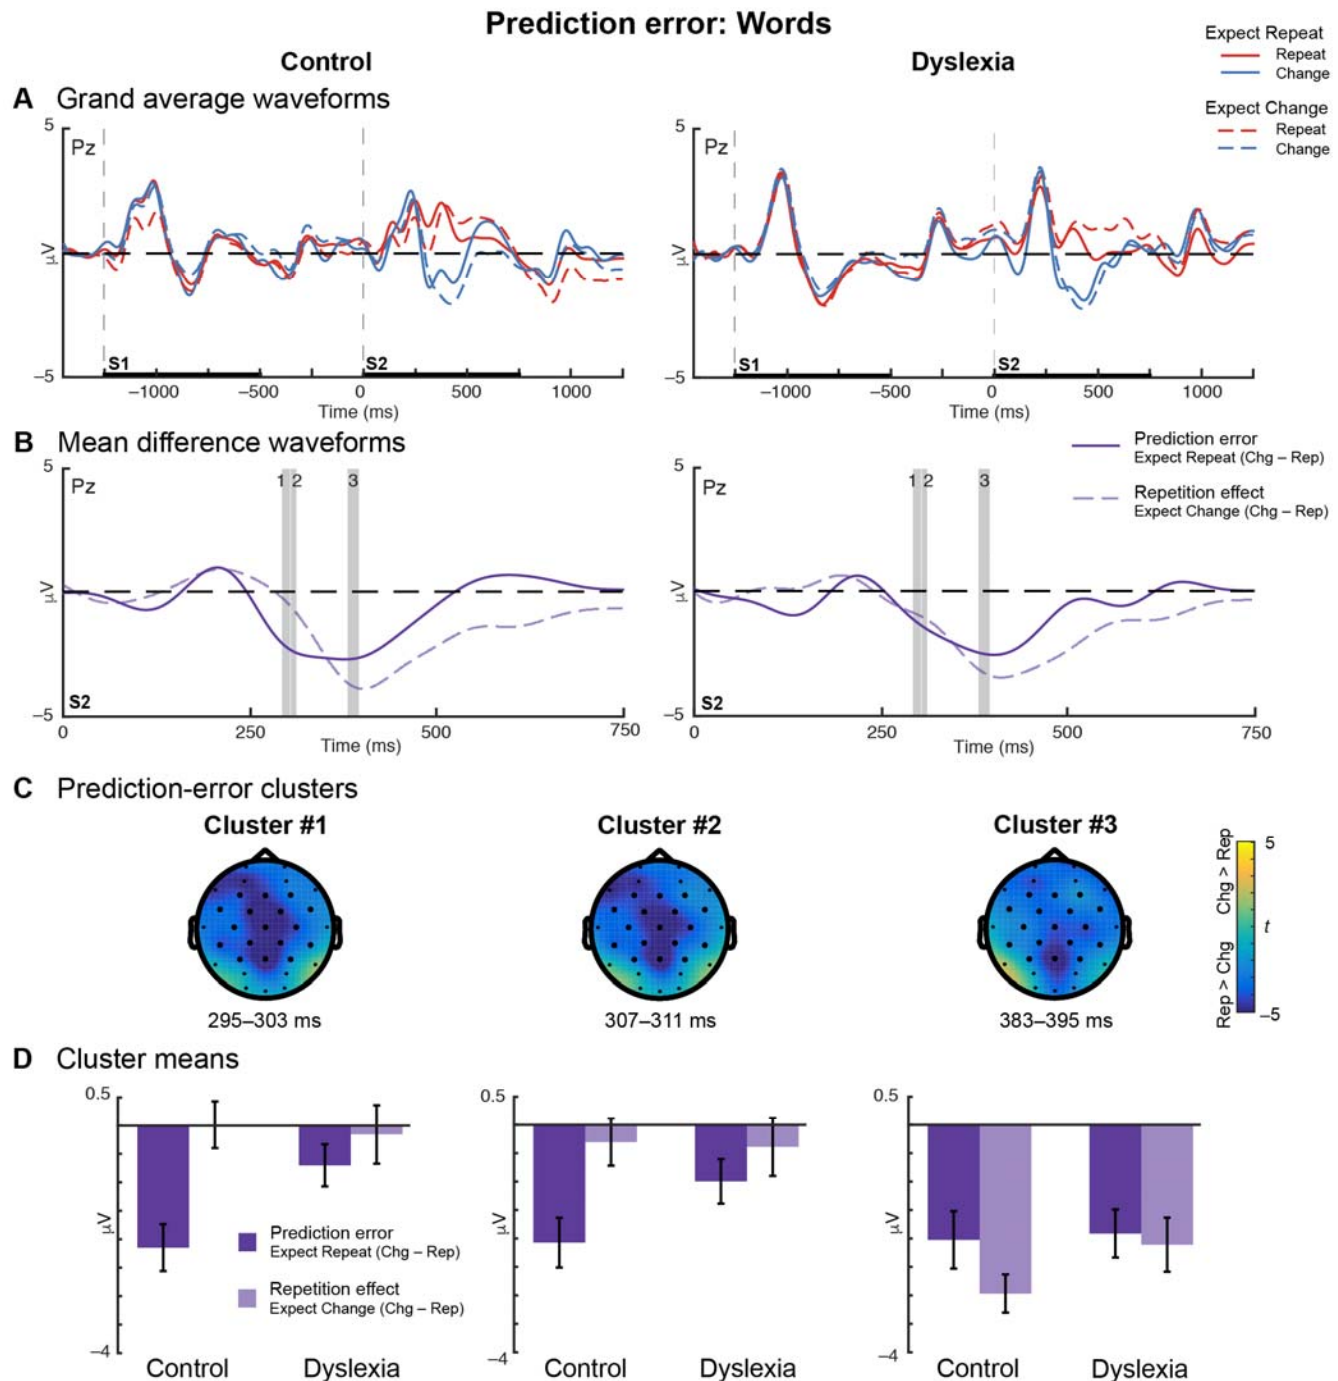 Prediction error: Words
Control
Dyslexia
Expect Repeat
Repeat
Change
Expect Change
Repeat
Change
A Grand average waveforms
5
Pz
µV
S1
S2
–5
–1000 –500 0 500 1000
Time (ms)
5
Pz
µV
S1
S2
–5
–1000 –500 0 500 1000
Time (ms)
B Mean difference waveforms
Prediction error
Expect Repeat (Chg – Rep)
Repetition effect
Expect Change (Chg – Rep)
5
Pz
1 2 3
µV
S2
–5
0 250 500 750
Time (ms)
5
Pz
1 2 3
µV
S2
–5
0 250 500 750
Time (ms)
C Prediction-error clusters
Cluster #1
Cluster #2
Cluster #3
295–303 ms
307–311 ms
383–395 ms
Rep > Chg Chg > Rep
5
t
–5
D Cluster means
0.5
µV
–4
Prediction error
Expect Repeat (Chg – Rep)
Repetition effect
Expect Change (Chg – Rep)
Control Dyslexia
0.5
µV
–4
Control Dyslexia
0.5
µV
–4
Control Dyslexia